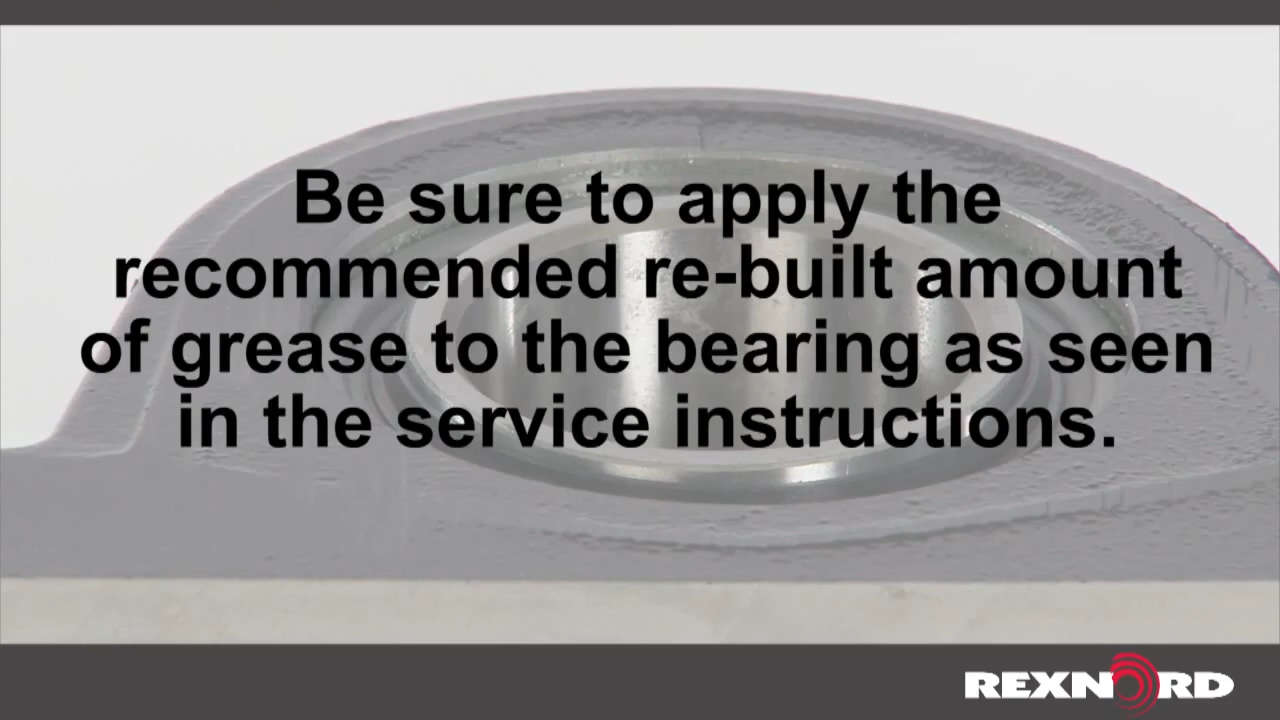 Be sure to apply the
recommended re-built amount
of grease to the bearing as seen
in the service instructions.
REXNORD